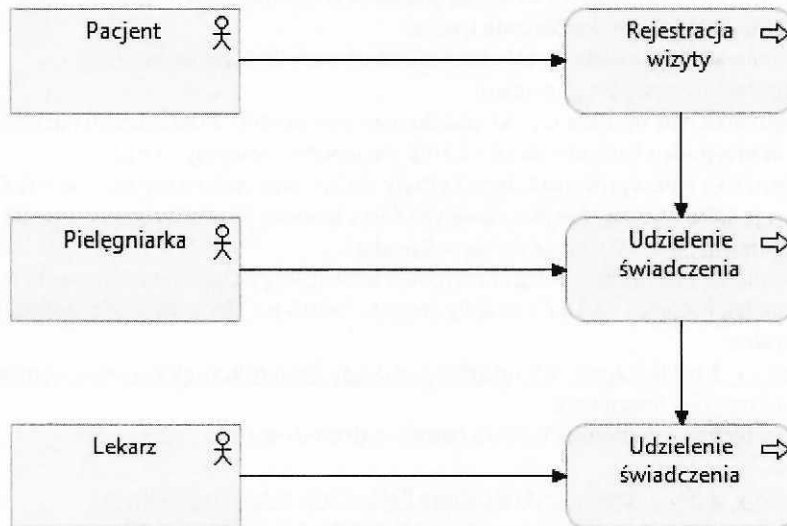 Pacjent
Rejestracja
wizyty
Pielęgniarka
Udzielenie
świadczenia
Lekarz
Udzielenie
świadczenia